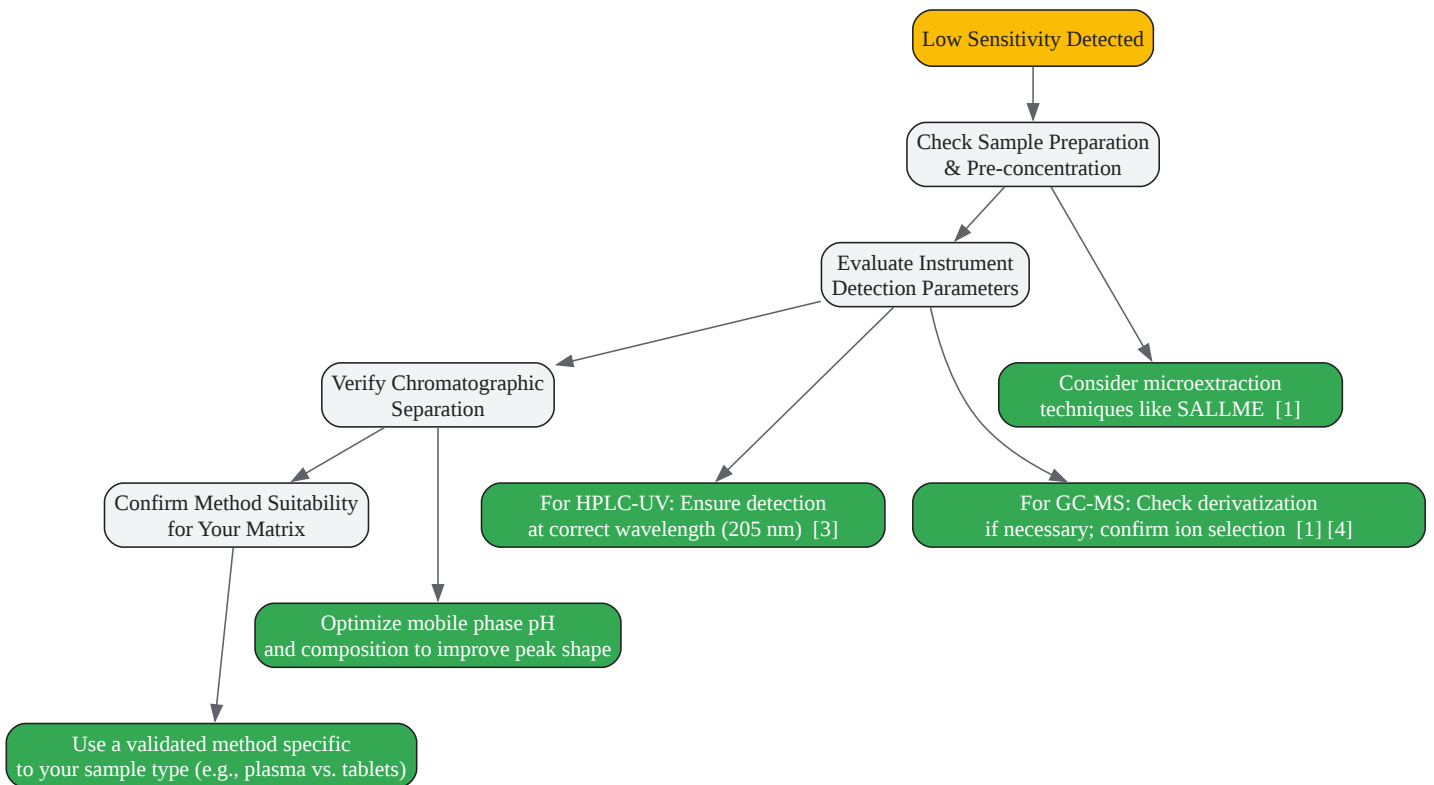 Low Sensitivity Detected
Check Sample Preparation
& Pre-concentration
Evaluate Instrument
Detection Parameters
Verify Chromatographic
Separation
Consider microextraction
techniques like SALLME [1]
Confirm Method Suitability
for Your Matrix
For HPLC-UV: Ensure detection
at correct wavelength (205 nm) [3]
For GC-MS: Check derivatization
if necessary; confirm ion selection [1] [4]
Optimize mobile phase pH
and composition to improve peak shape
Use a validated method specific
to your sample type (e.g., plasma vs. tablets)